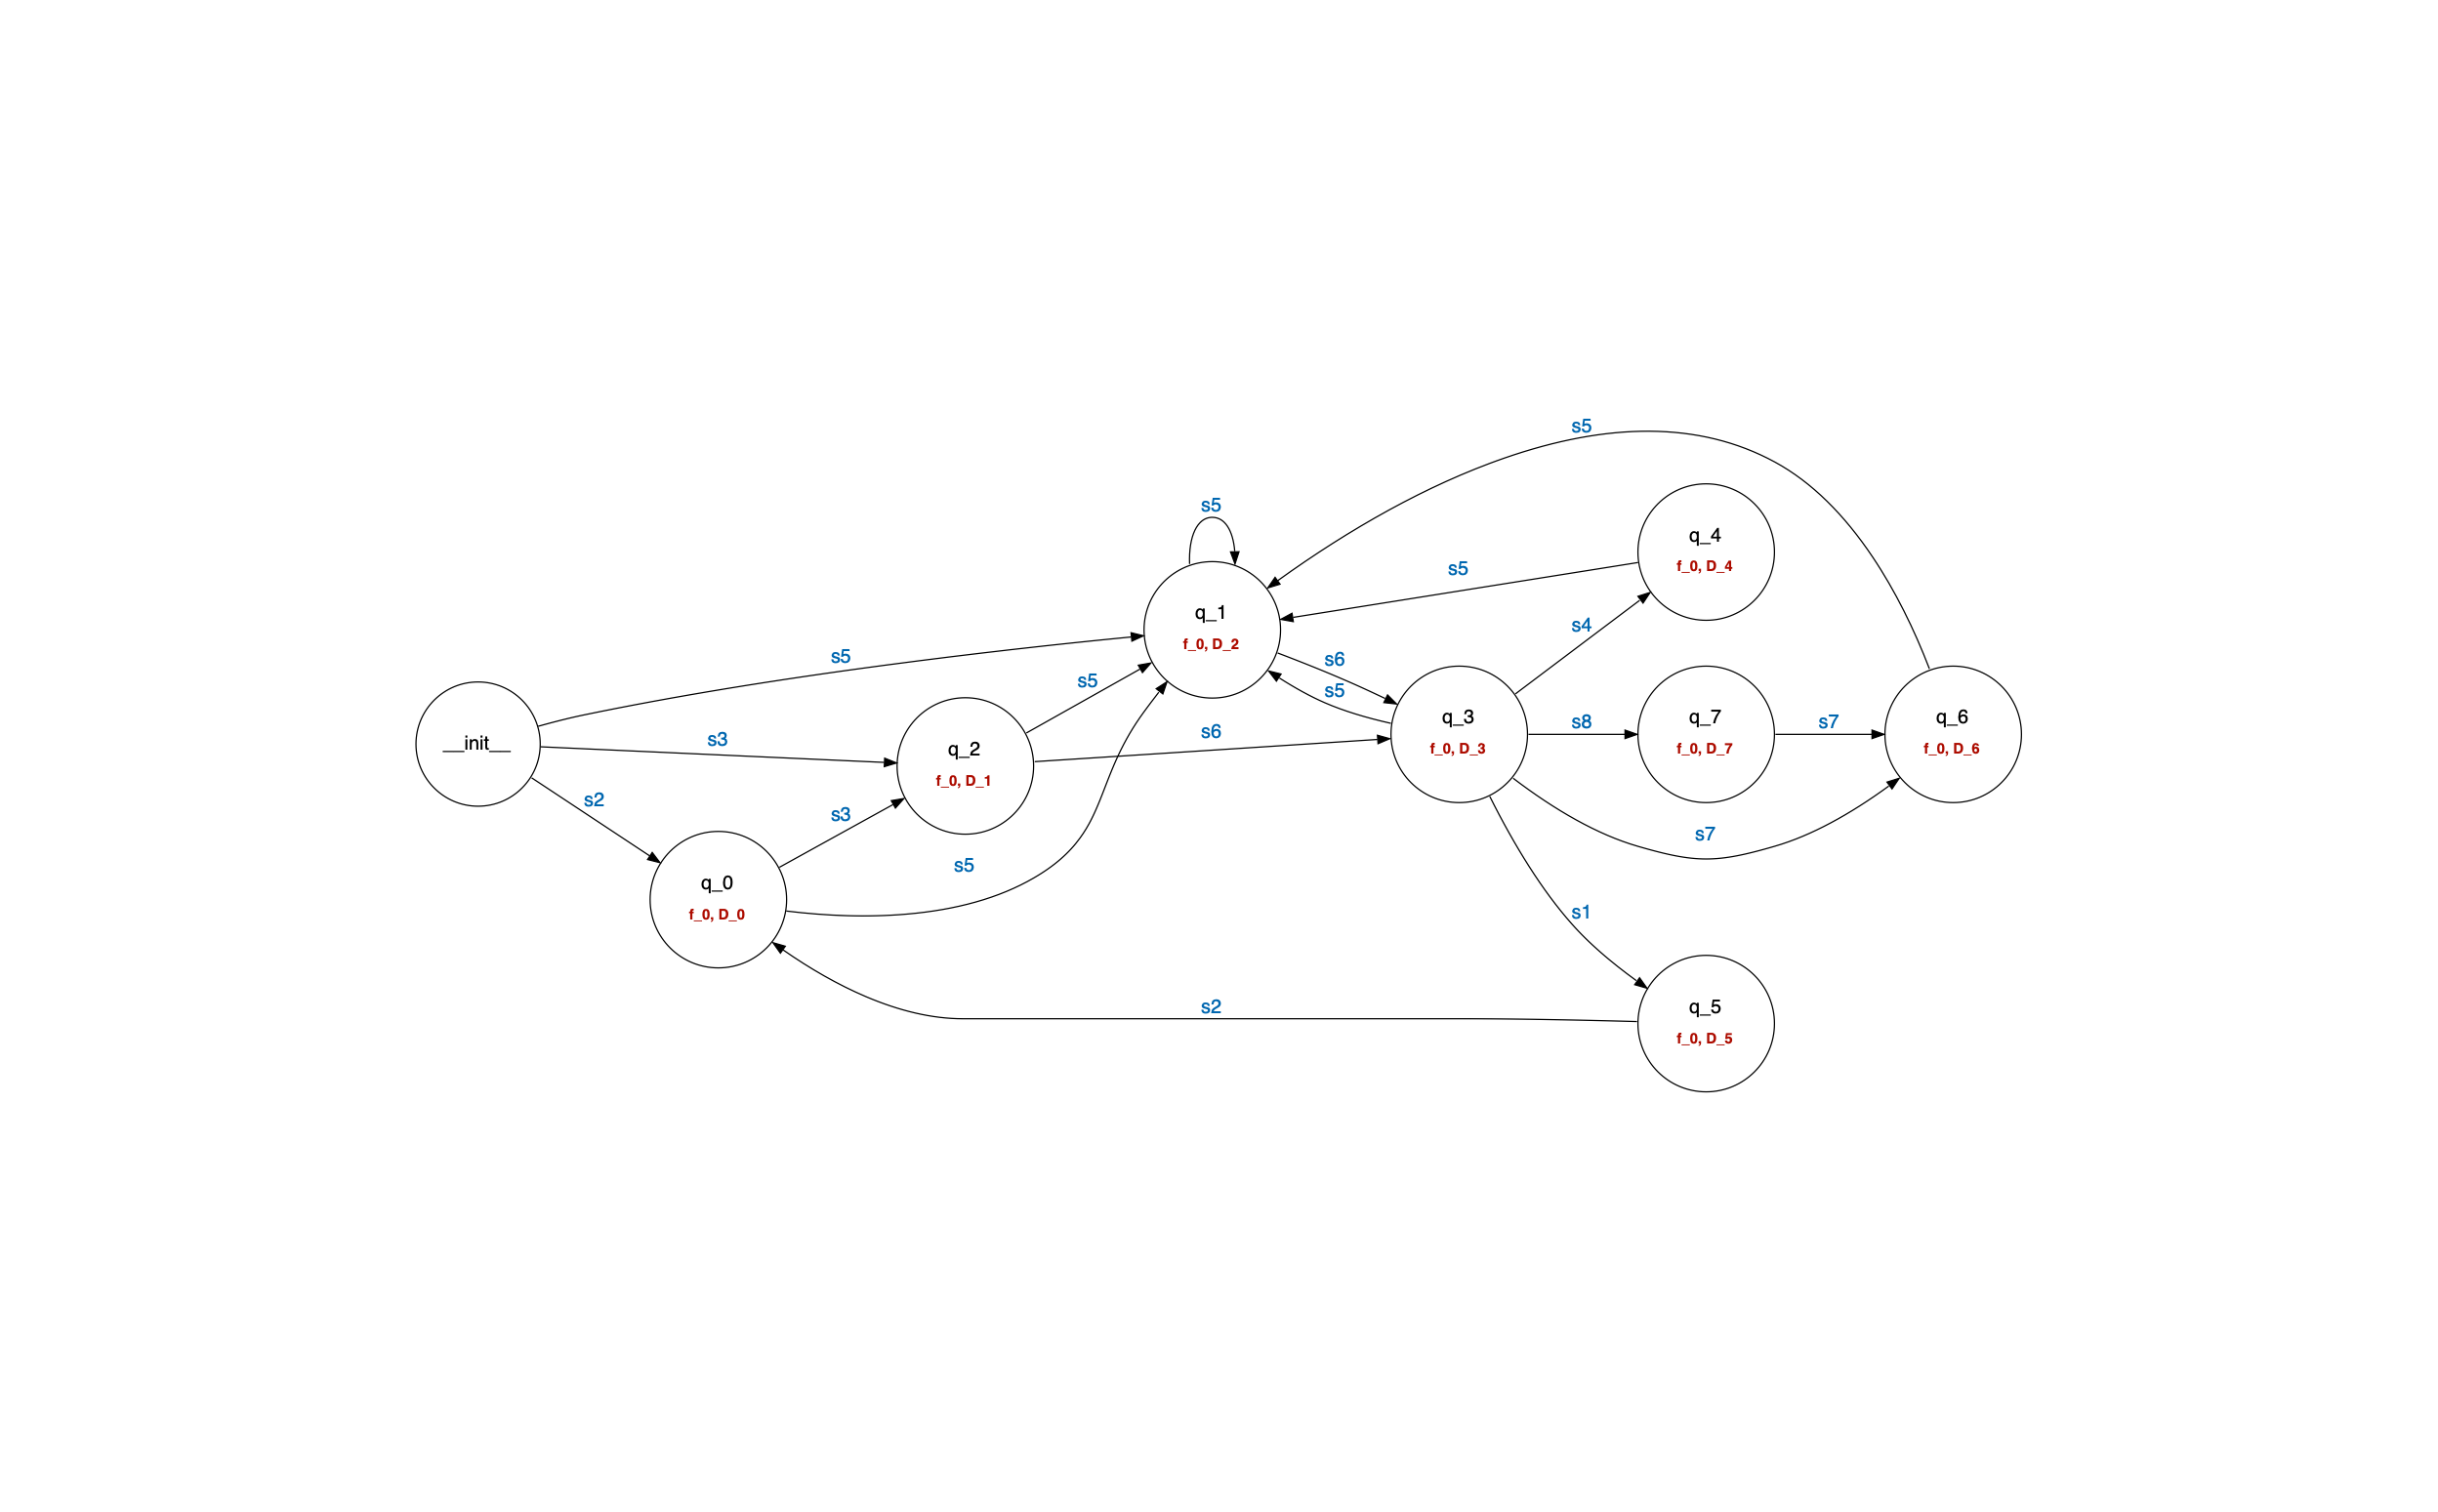 s5
s5
q_4
f_0, D_4
s5
q_1
f_0, D_2
s4
s5
s6
s5
s5
q_3
f_0, D_3
s8
q_7
f_0, D_7
s7
q_6
f_0, D_6
__init__
s3
q_2
f_0, D_1
s6
s2
s3
s7
s5
q_0
f_0, D_0
s1
s2
q_5
f_0, D_5